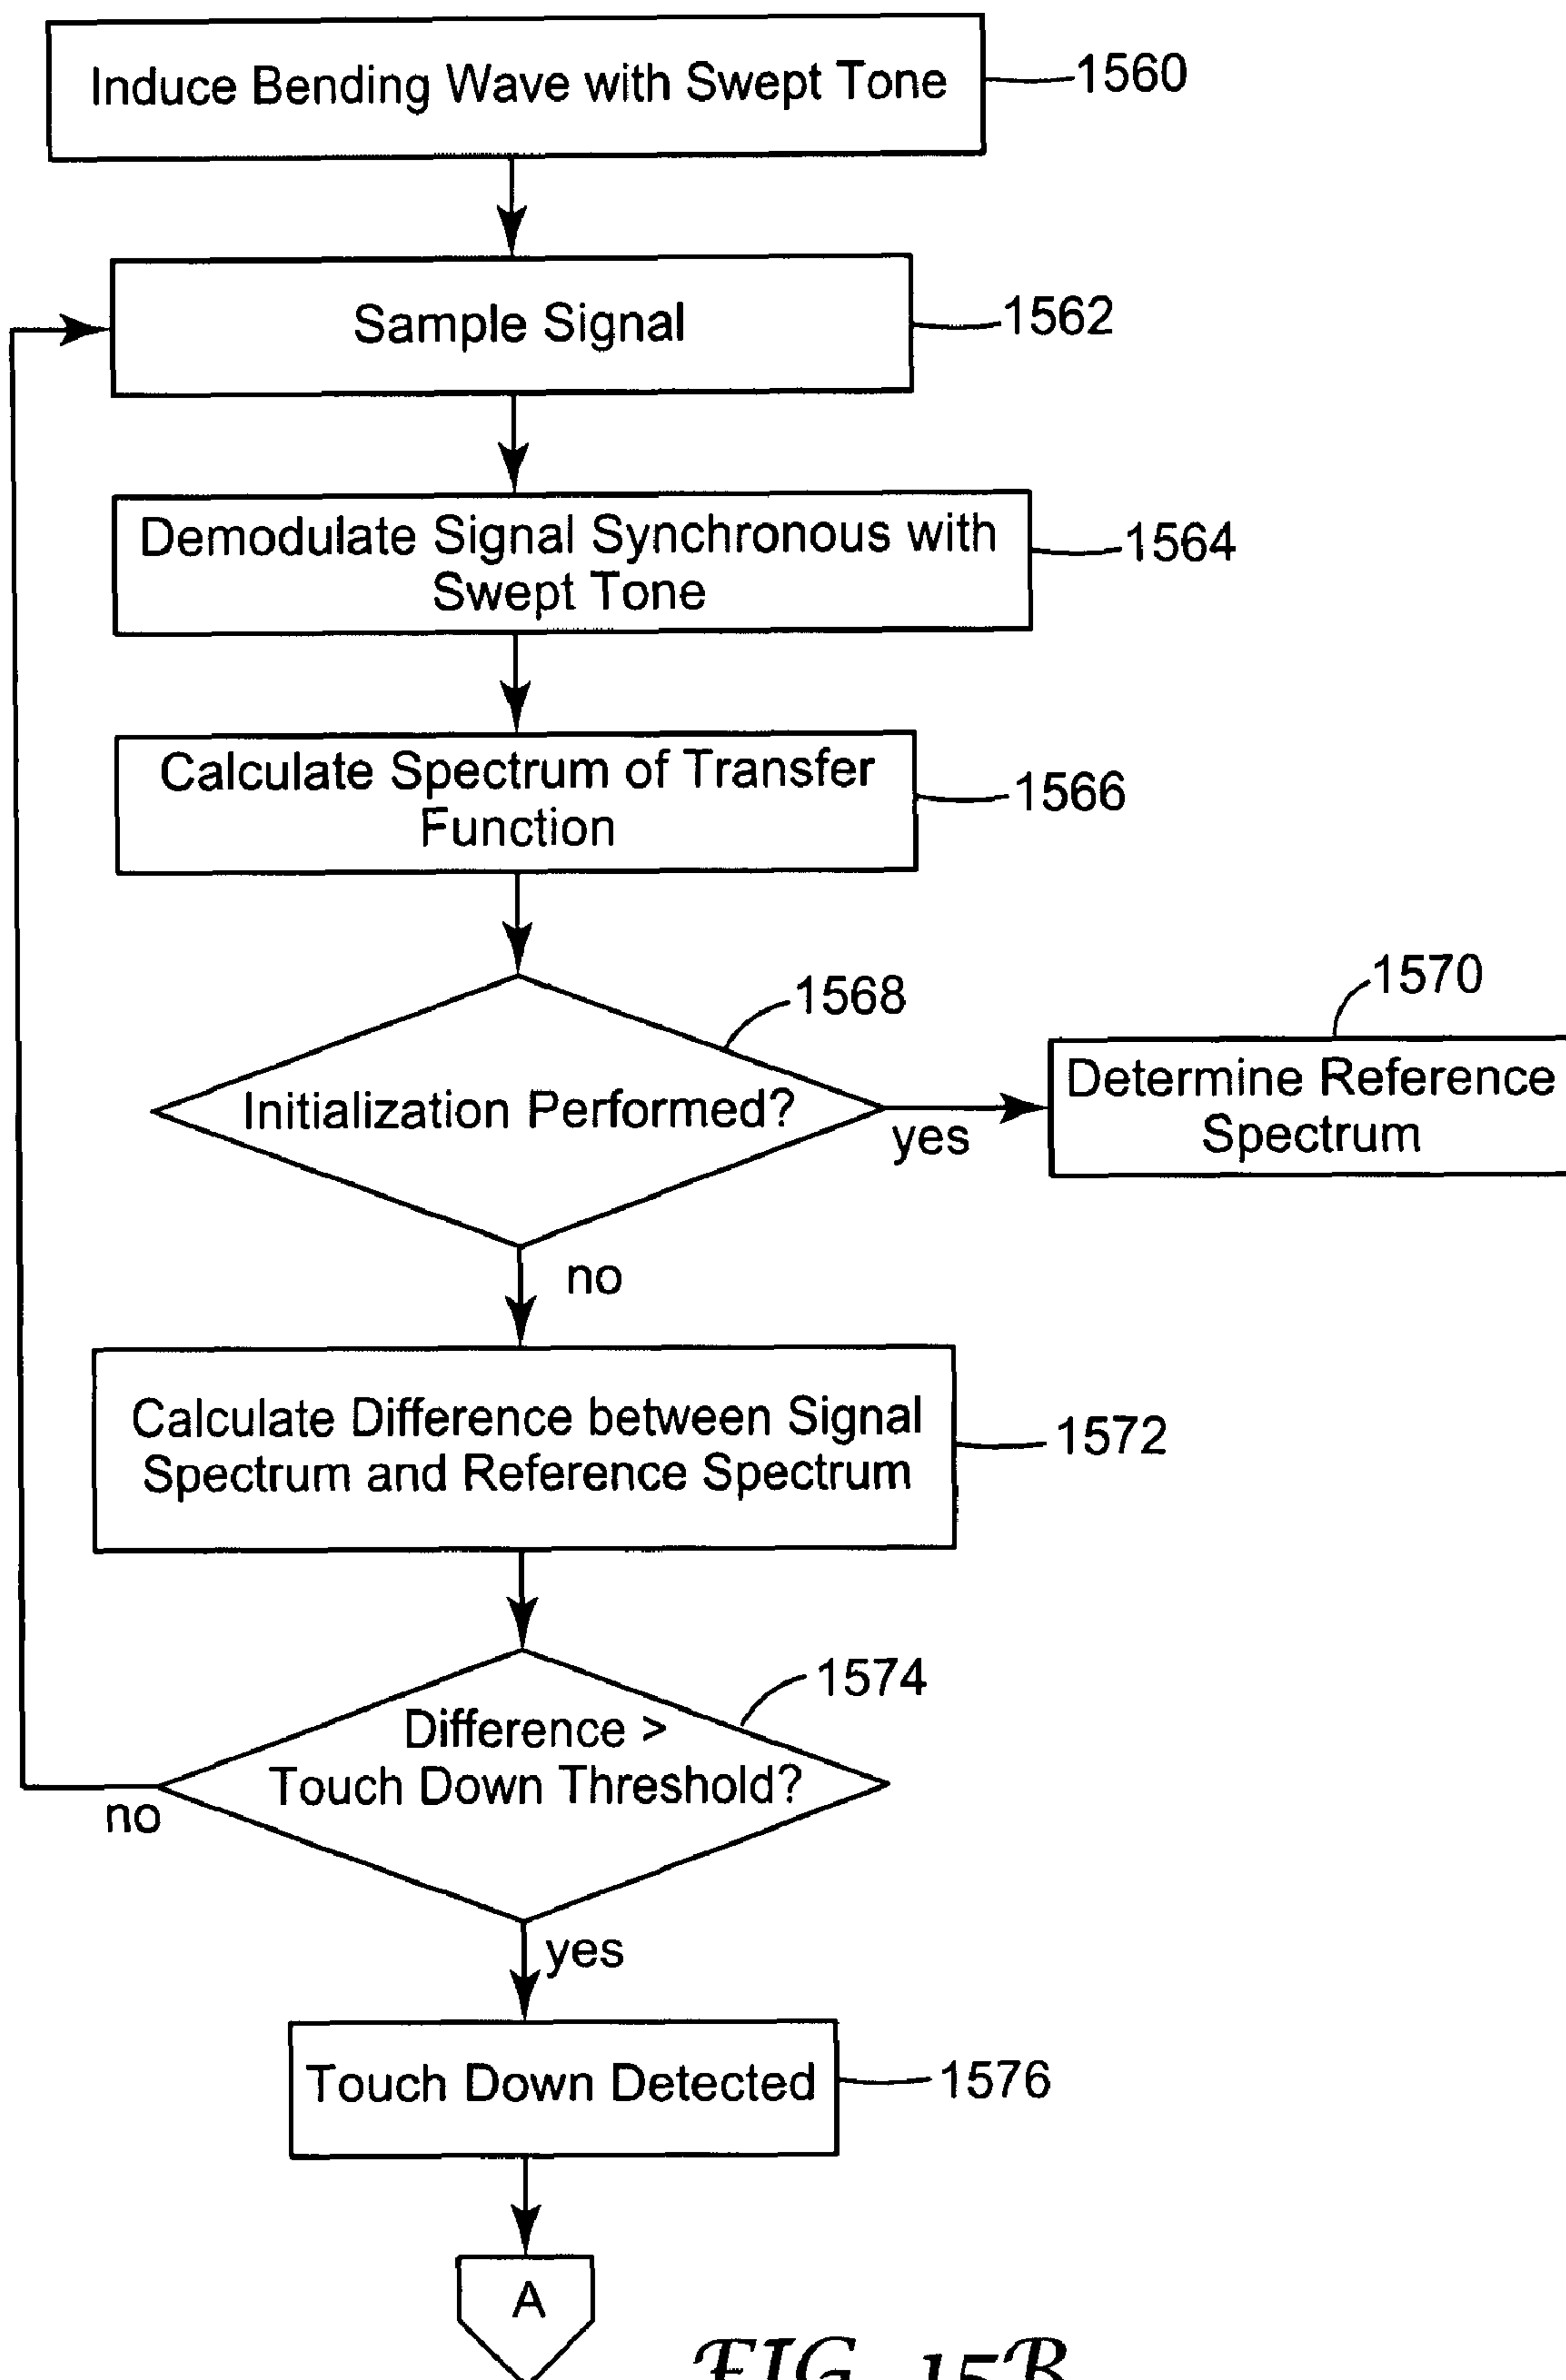 Induce Bending Wave with Swept Tone
1560
Sample Signal
1562
Demodulate Signal Synchronous with
Swept Tone
1564
Calculate Spectrum of Transfer
Function
1566
1568
Initialization Performed?
yes
1570
Determine Reference
Spectrum
no
Calculate Difference between Signal
Spectrum and Reference Spectrum
1572
1574
Difference >
Touch Down Threshold?
no
yes
Touch Down Detected
1576
A
FIG. 15B